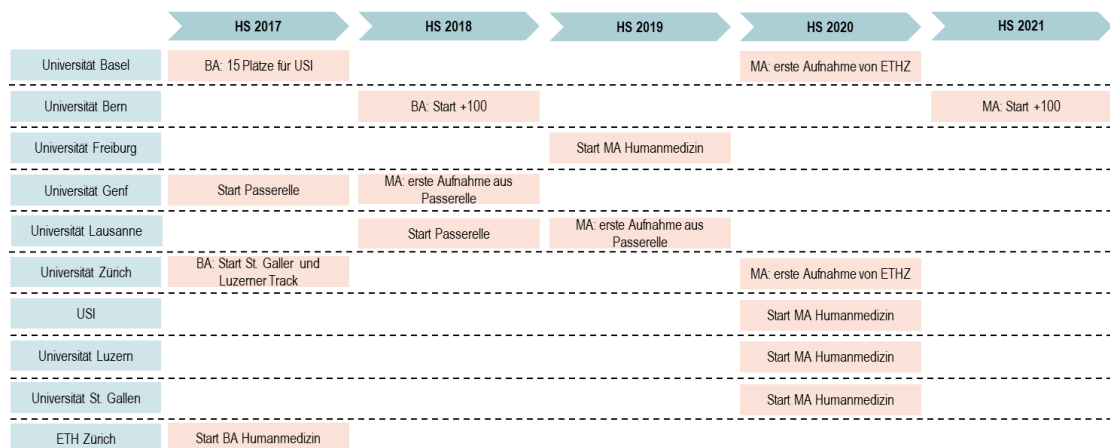 HS 2017 HS 2018 HS 2019 HS 2020 HS 2021
Universität Basel BA: 15 Plätze für USI MA: erste Aufnahme von ETHZ
Universität Bern BA: Start +100 MA: Start +100
Universität Freiburg Start MA Humanmedizin
Universität Genf Start Passerelle MA: erste Aufnahme aus
Passerelle
Universität Lausanne Start Passerelle MA: erste Aufnahme aus
Passerelle
Universität Zürich BA: Start St. Galler und
Luzerner Track MA: erste Aufnahme von ETHZ
USI Start MA Humanmedizin
Universität Luzern Start MA Humanmedizin
Universität St. Gallen Start MA Humanmedizin
ETH Zürich Start BA Humanmedizin